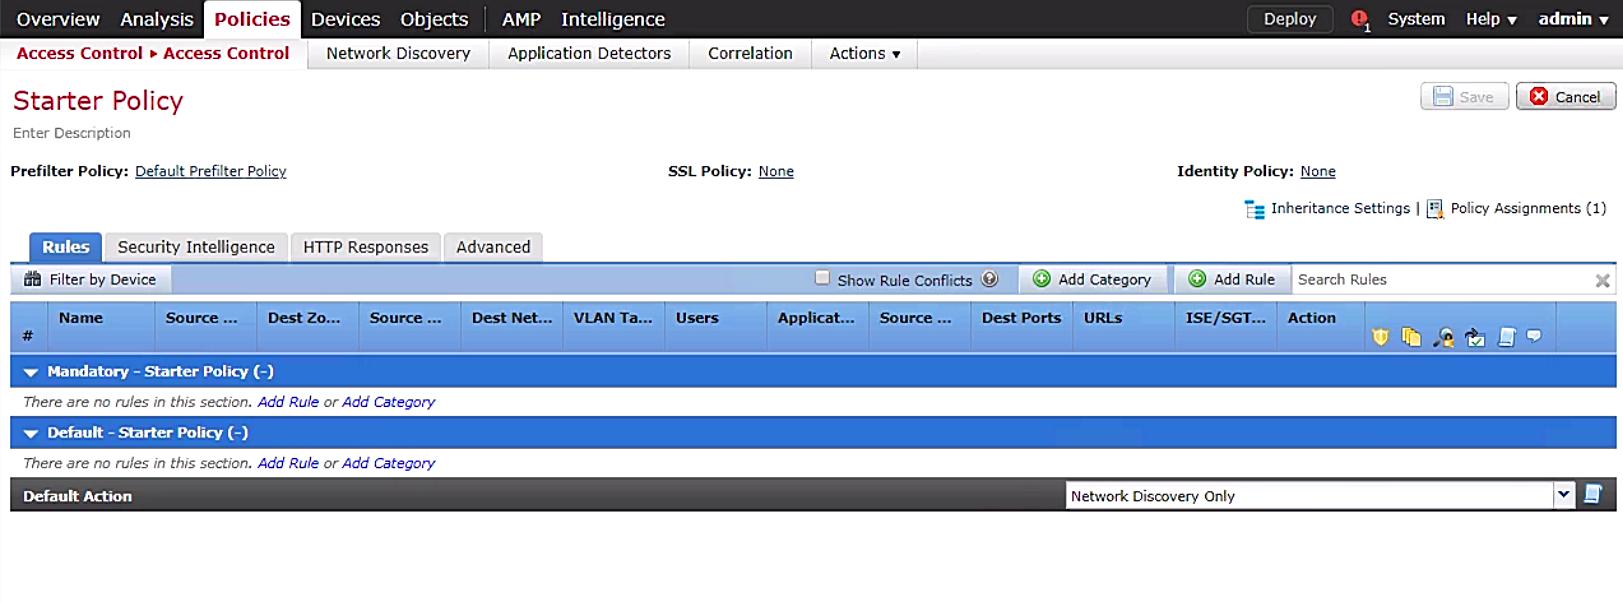 Overview Analysis Policies Devices Objects AMP Intelligence Deploy 1 System Help admin
Access Control ▸ Access Control Network Discovery Application Detectors Correlation Actions
Starter Policy Save Cancel
Enter Description
Prefilter Policy: Default Prefilter Policy SSL Policy: None Identity Policy: None
Inheritance Settings | Policy Assignments (1)
Rules Security Intelligence HTTP Responses Advanced
Filter by Device Show Rule Conflicts ? Add Category Add Rule Search Rules
# Name Source ... Dest Zo... Source ... Dest Net... VLAN Ta... Users Applicat... Source ... Dest Ports URLs ISE/SGT... Action
Mandatory - Starter Policy (-)
There are no rules in this section. Add Rule or Add Category
Default - Starter Policy (-)
There are no rules in this section. Add Rule or Add Category
Default Action Network Discovery Only